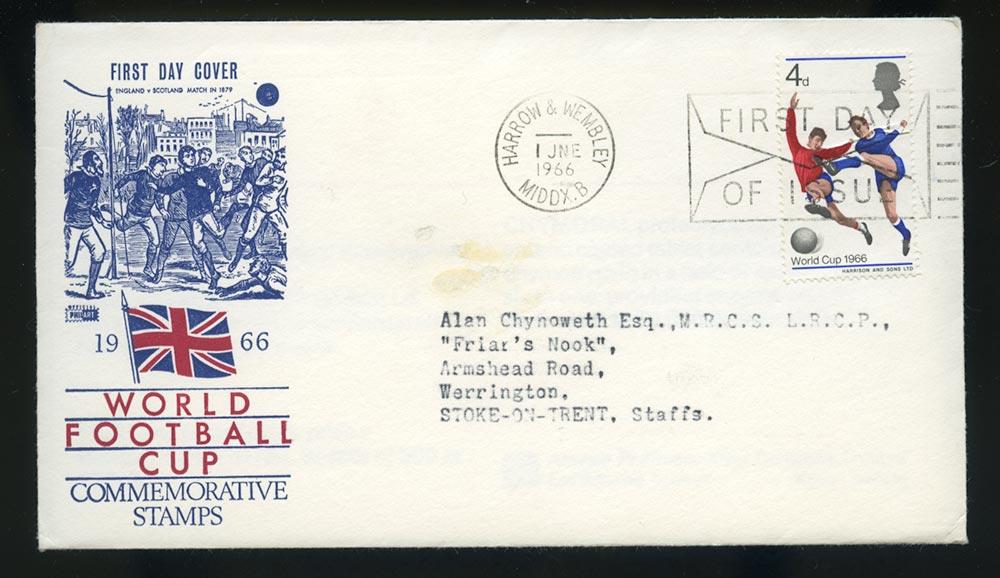 FIRST DAY COVER
ENGLAND v SCOTLAND MATCH IN 1879
OFFICIAL
PHILART
19 66
WORLD
FOOTBALL
CUP
COMMEMORATIVE
STAMPS
HARROW & WEMBLEY
1 JNE
1966
MIDDX.B
FIRST DAY
OF ISSUE
4d
World Cup 1966
HARRISON AND SONS LTD
Alan Chynoweth Esq.,M.R.C.S. L.R.C.P.,
"Friar's Nook",
Armshead Road,
Werrington,
STOKE-ON-TRENT, Staffs.